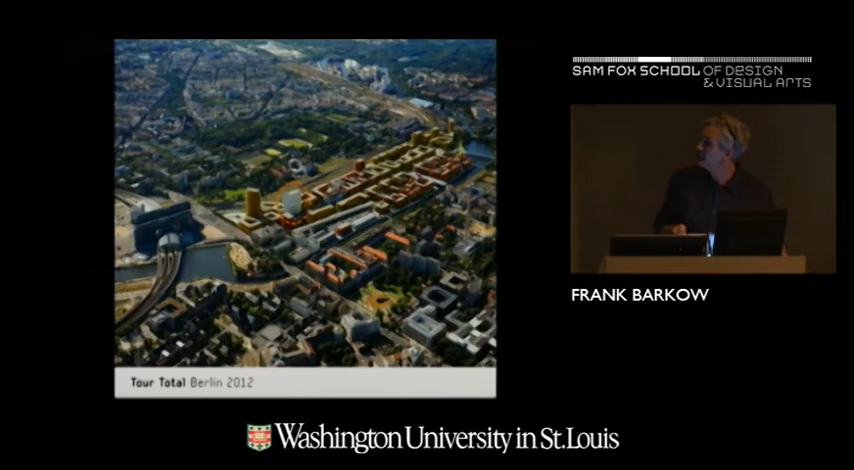 SAM FOX SCHOOL OF DESIGN
& VISUAL ARTS
FRANK BARKOW
Tour Total Berlin 2012
Washington University in St. Louis